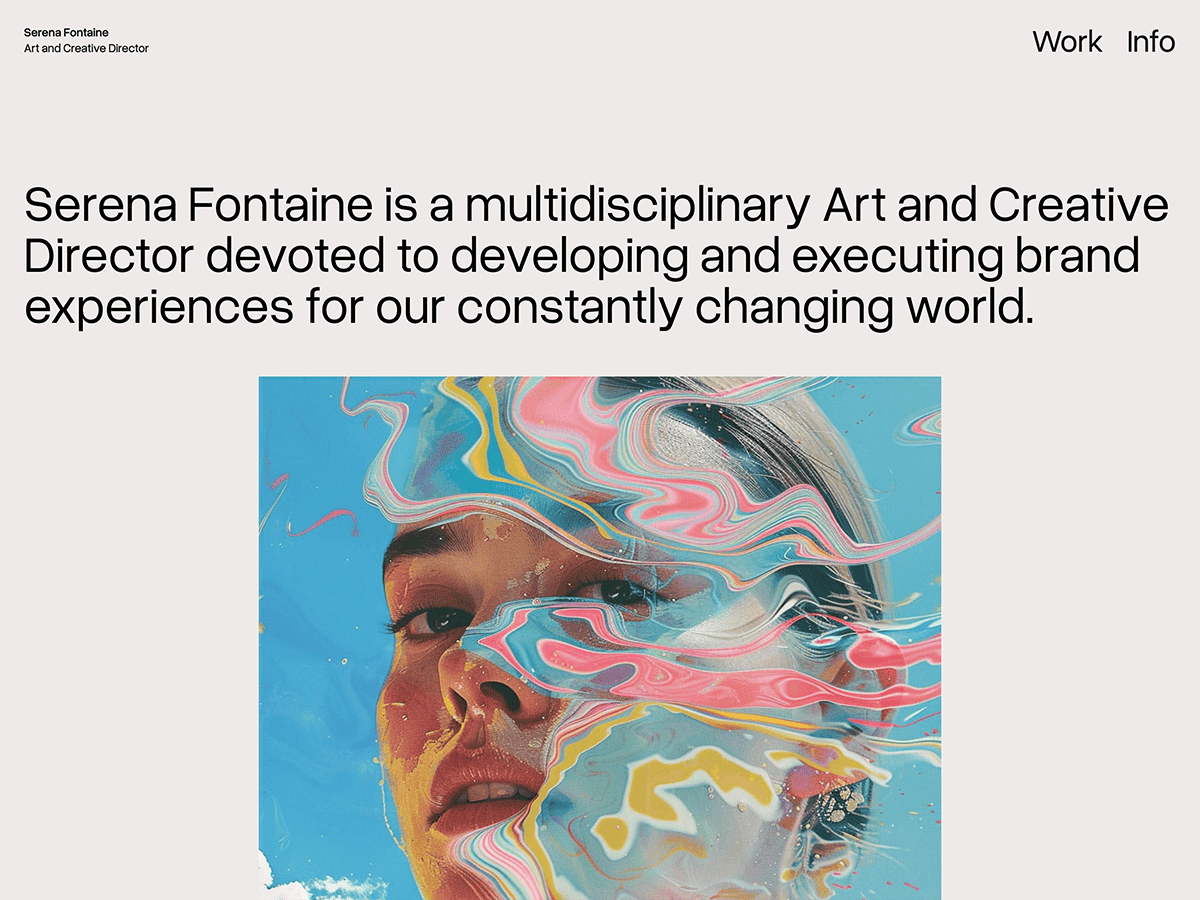 Serena Fontaine
Art and Creative Director
Work Info
Serena Fontaine is a multidisciplinary Art and Creative
Director devoted to developing and executing brand
experiences for our constantly changing world.